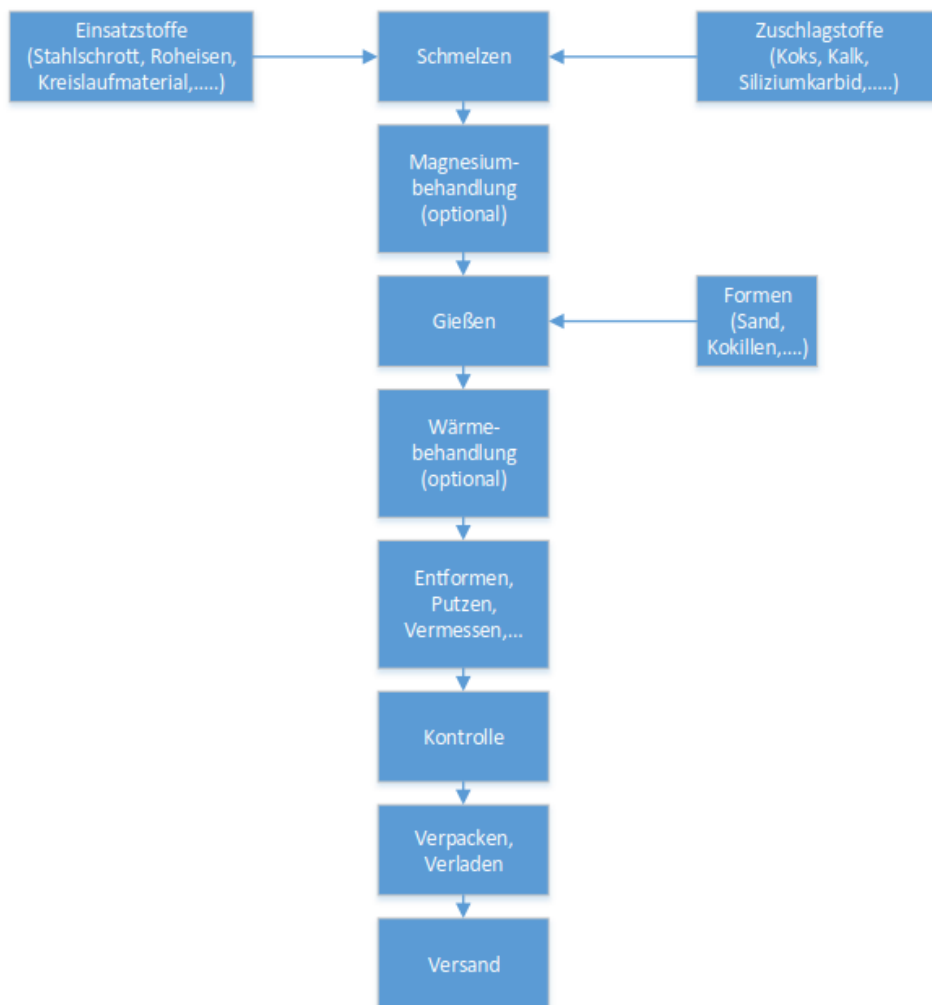 Einsatzstoffe
(Stahlschrott, Roheisen,
Kreislaufmaterial,.....)
Schmelzen
Zuschlagstoffe
(Koks, Kalk,
Siliziumkarbid,.....)
Magnesium-
behandlung
(optional)
Gießen
Formen
(Sand,
Kokillen,....)
Wärme-
behandlung
(optional)
Entformen,
Putzen,
Vermessen,...
Kontrolle
Verpacken,
Verladen
Versand